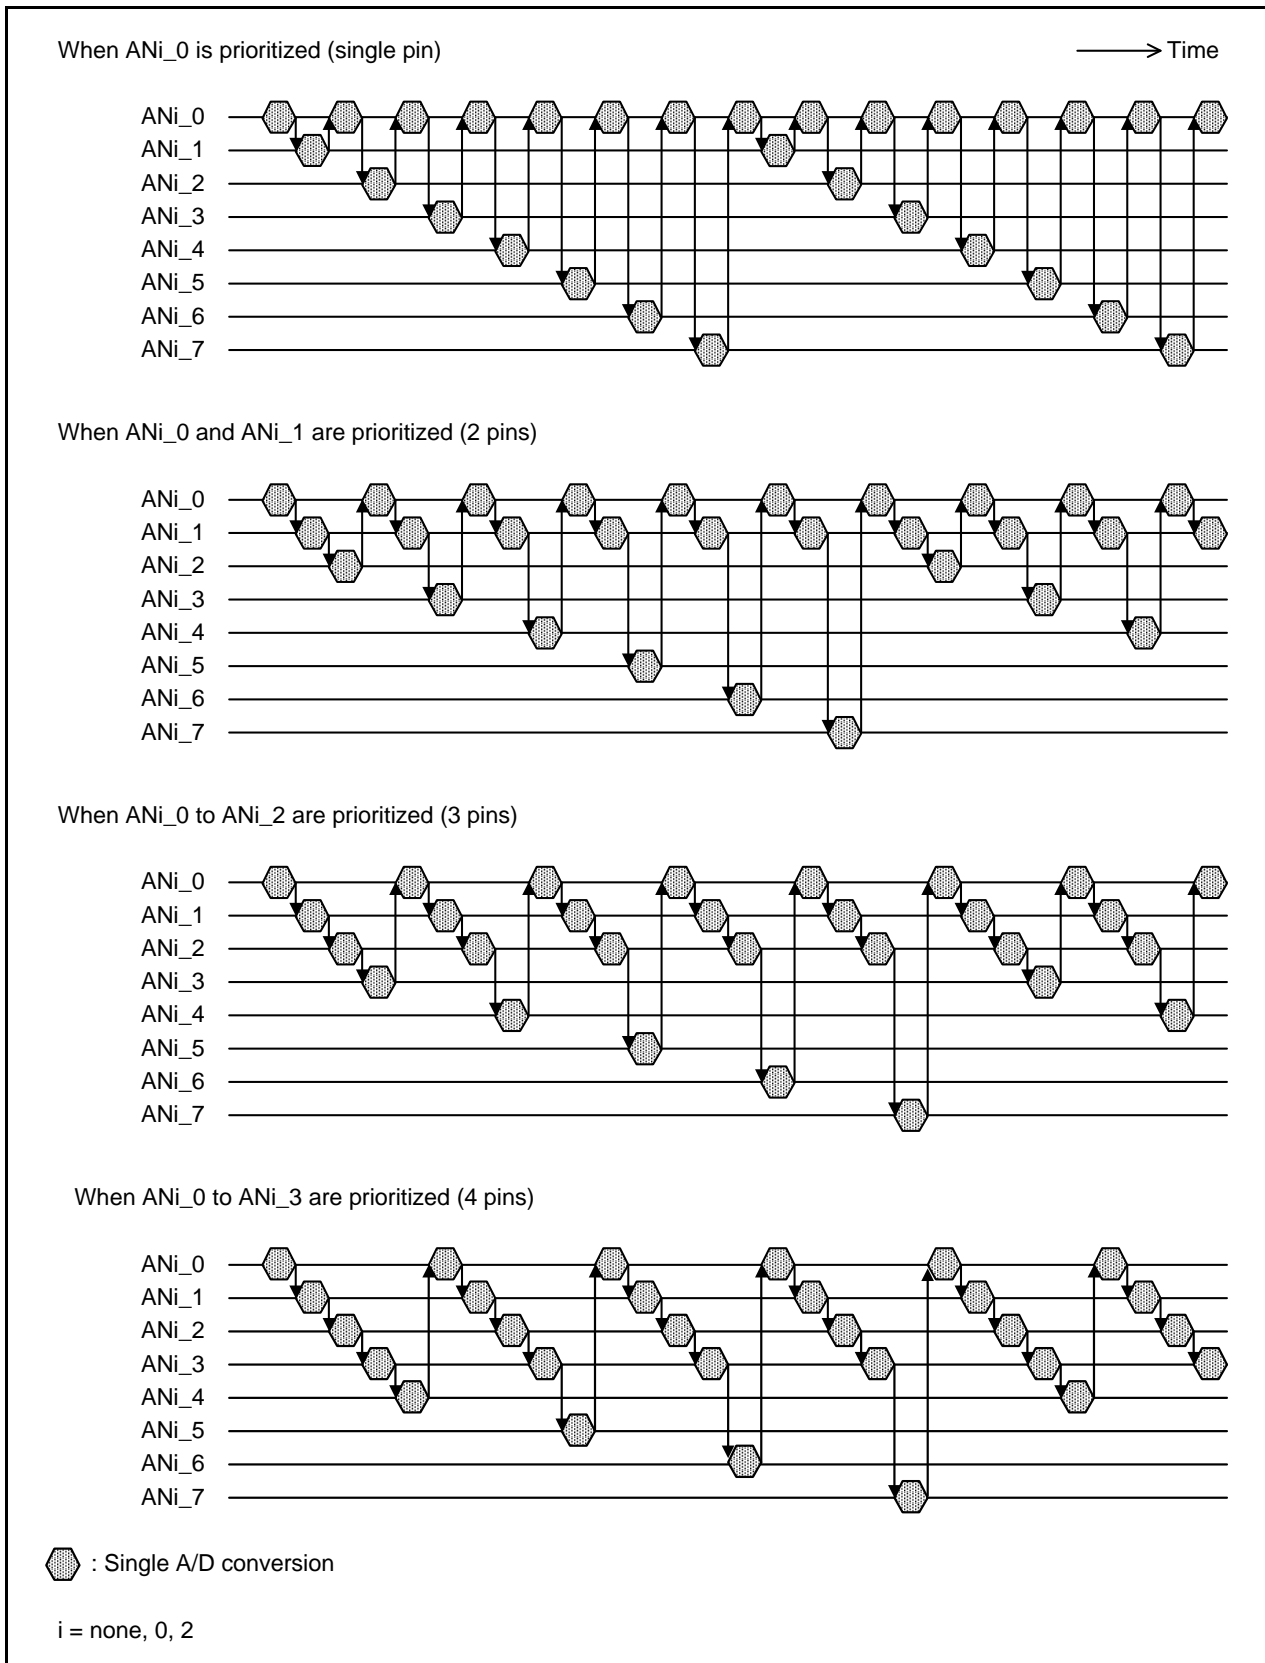 When ANi_0 is prioritized (single pin)
Time
ANi_0
ANi_1
ANi_2
ANi_3
ANi_4
ANi_5
ANi_6
ANi_7
When ANi_0 and ANi_1 are prioritized (2 pins)
ANi_0
ANi_1
ANi_2
ANi_3
ANi_4
ANi_5
ANi_6
ANi_7
When ANi_0 to ANi_2 are prioritized (3 pins)
ANi_0
ANi_1
ANi_2
ANi_3
ANi_4
ANi_5
ANi_6
ANi_7
When ANi_0 to ANi_3 are prioritized (4 pins)
ANi_0
ANi_1
ANi_2
ANi_3
ANi_4
ANi_5
ANi_6
ANi_7
: Single A/D conversion
i = none, 0, 2